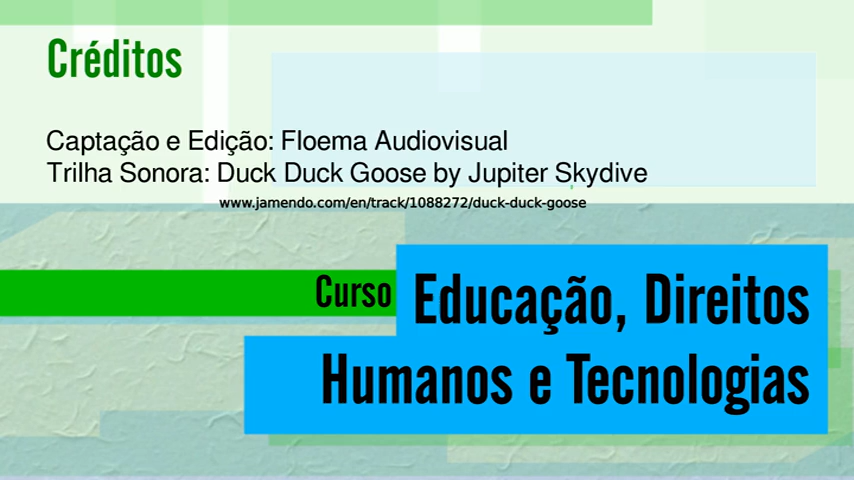 Créditos
Captação e Edição: Floema Audiovisual
Trilha Sonora: Duck Duck Goose by Jupiter Skydive
www.jamendo.com/en/track/1088272/duck-duck-goose
Curso Educação, Direitos
Humanos e Tecnologias